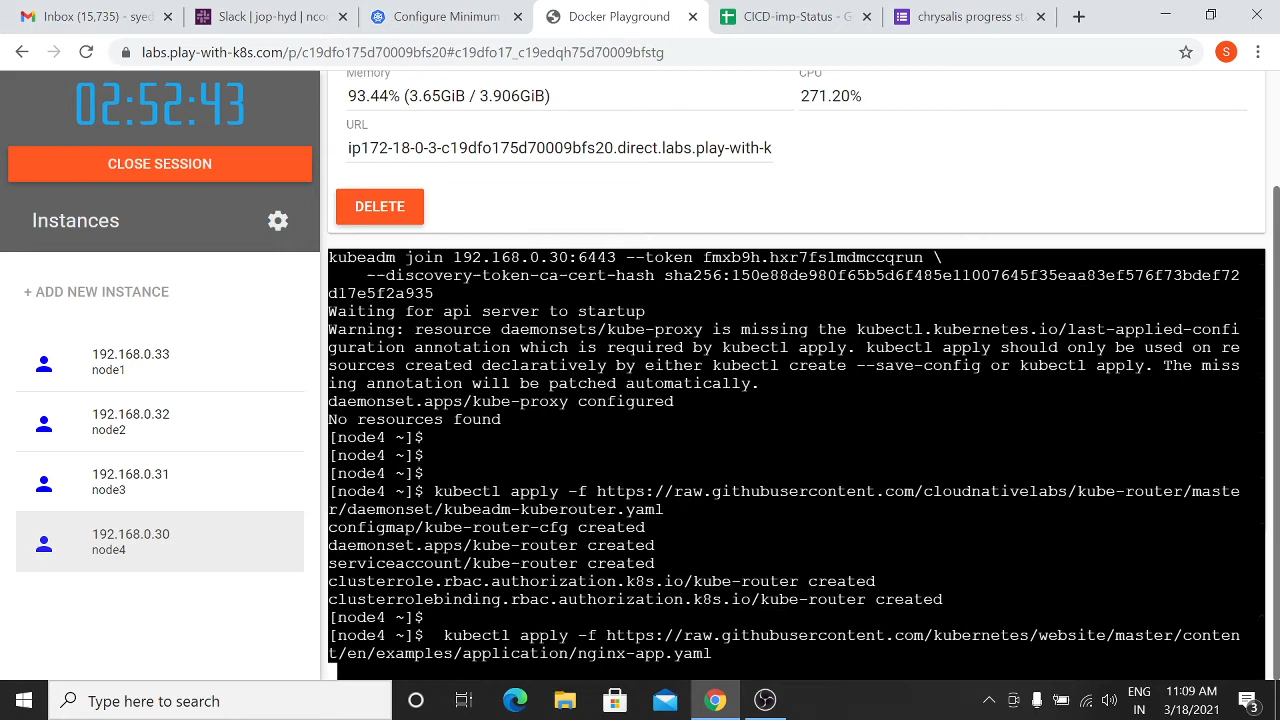 Inbox (15,735) - syed
Slack | jop-hyd | nco
Configure Minimum
Docker Playground
CICD-imp-Status - G
chrysalis progress st
labs.play-with-k8s.com/p/c19dfo175d70009bfs20#c19dfo17_c19edqh75d70009bfstg
S
02:52:43
CLOSE SESSION
Instances
+ ADD NEW INSTANCE
192.168.0.33
node1
192.168.0.32
node2
192.168.0.31
node3
192.168.0.30
node4
Memory
CPU
93.44% (3.65GiB / 3.906GiB)
271.20%
URL
ip172-18-0-3-c19dfo175d70009bfs20.direct.labs.play-with-k
DELETE
kubeadm join 192.168.0.30:6443 --token fmxb9h.hxr7fslmdmccqrun \
--discovery-token-ca-cert-hash sha256:150e88de980f65b5d6f485e11007645f35eaa83ef576f73bdef72
d17e5f2a935
Waiting for api server to startup
Warning: resource daemonsets/kube-proxy is missing the kubectl.kubernetes.io/last-applied-confi
guration annotation which is required by kubectl apply. kubectl apply should only be used on re
sources created declaratively by either kubectl create --save-config or kubectl apply. The miss
ing annotation will be patched automatically.
daemonset.apps/kube-proxy configured
No resources found
[node4 ~]$
[node4 ~]$
[node4 ~]$
[node4 ~]$ kubectl apply -f https://raw.githubusercontent.com/cloudnativelabs/kube-router/maste
r/daemonset/kubeadm-kuberouter.yaml
configmap/kube-router-cfg created
daemonset.apps/kube-router created
serviceaccount/kube-router created
clusterrole.rbac.authorization.k8s.io/kube-router created
clusterrolebinding.rbac.authorization.k8s.io/kube-router created
[node4 ~]$
[node4 ~]$  kubectl apply -f https://raw.githubusercontent.com/kubernetes/website/master/conten
t/en/examples/application/nginx-app.yaml
Type here to search
ENG
IN
11:09 AM
3/18/2021
3